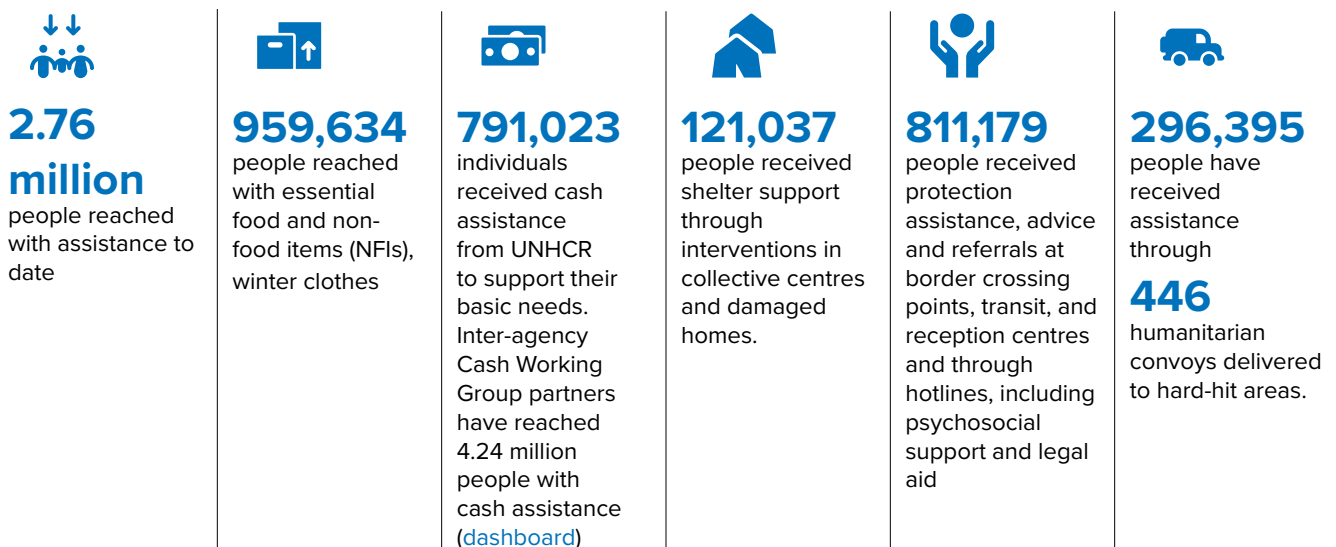 2.76
million
people reached
with assistance to
date
959,634
people reached
with essential
food and non-
food items (NFIs),
winter clothes
791,023
individuals
received cash
assistance
from UNHCR
to support their
basic needs.
Inter-agency
Cash Working
Group partners
have reached
4.24 million
people with
cash assistance
(dashboard)
121,037
people received
shelter support
through
interventions in
collective centres
and damaged
homes.
811,179
people received
protection
assistance, advice
and referrals at
border crossing
points, transit, and
reception centres
and through
hotlines, including
psychosocial
support and legal
aid
296,395
people have
received
assistance
through
446
humanitarian
convoys delivered
to hard-hit areas.